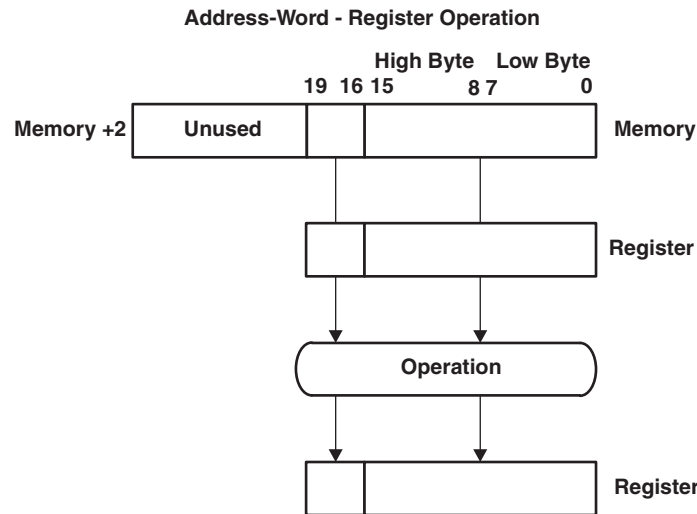 Address-Word - Register Operation
High Byte Low Byte
19 16 15 8 7 0
Memory +2 Unused Memory
Register
Operation
Register